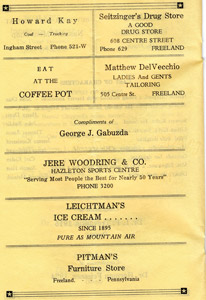 Howard Kay
Coal - Trucking
Ingham Street - Phone 521-W
Seitzinger's Drug Store
A GOOD
DRUG STORE
608 CENTRE STREET
Phone 629 FREELAND
EAT
AT THE
COFFEE POT
Matthew DelVecchio
LADIES And GENTS
TAILORING
505 Centre St. FREELAND
Compliments of
George J. Gabuzda
JERE WOODRING & CO.
HAZLETON SPORTS CENTRE
"Serving Most People the Best for Nearly 50 Years"
PHONE 3200
LEICHTMAN'S
ICE CREAM . . . . . . .
SINCE 1895
PURE AS MOUNTAIN AIR
PITMAN'S
Furniture Store
Freeland, Pennsylvania